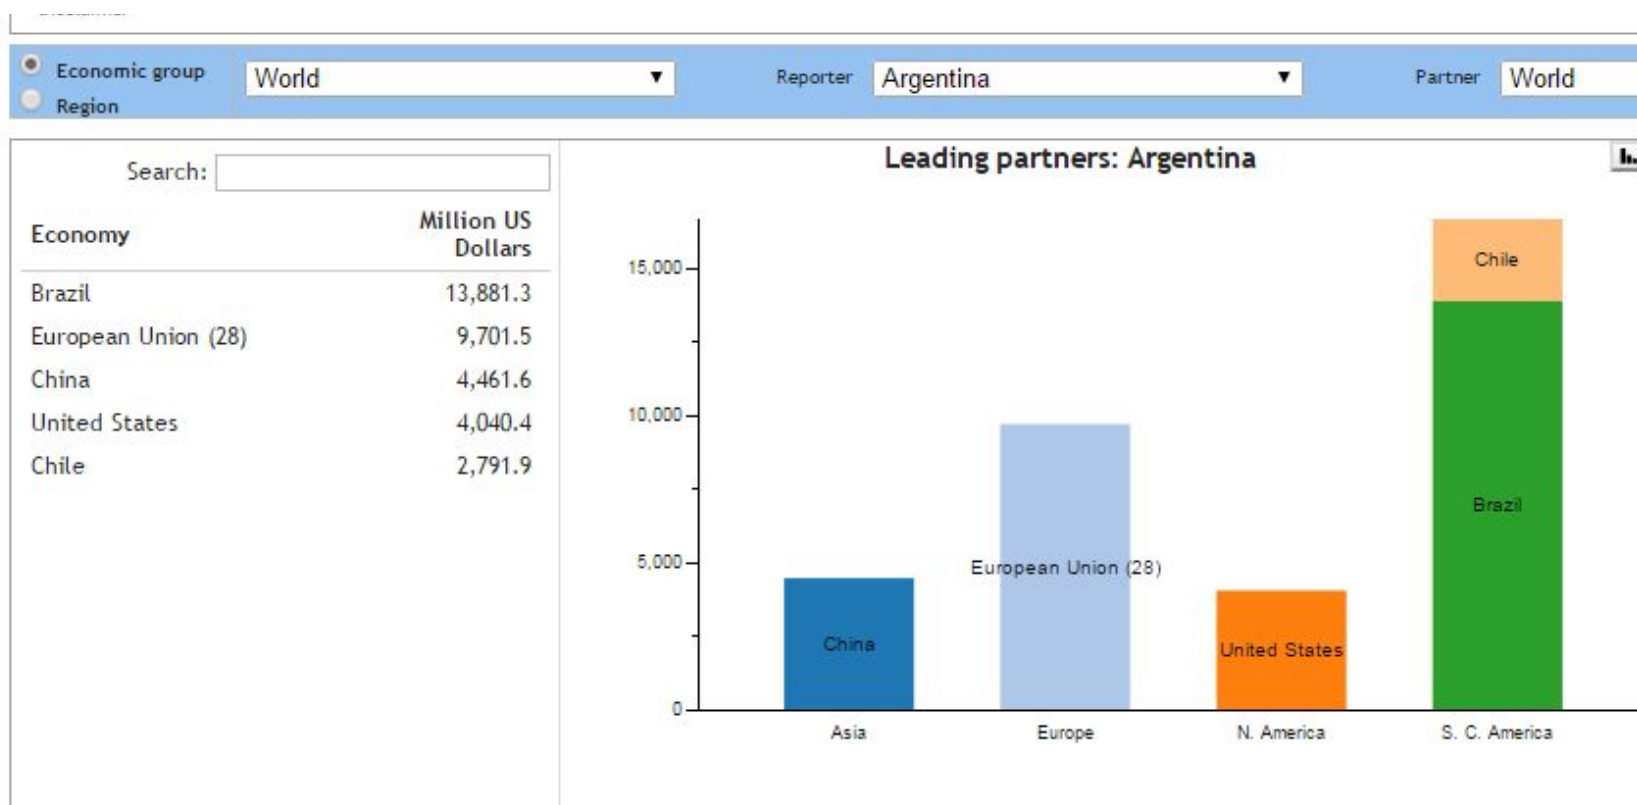 Economic group
World
Reporter
Argentina
Partner
World
Region
Search:
Economy
Million US
Dollars
Brazil 13,881.3
European Union (28) 9,701.5
China 4,461.6
United States 4,040.4
Chile 2,791.9
Leading partners: Argentina
15,000
10,000
5,000
0
Chile
Brazil
European Union (28)
China
United States
Asia
Europe
N. America
S. C. America